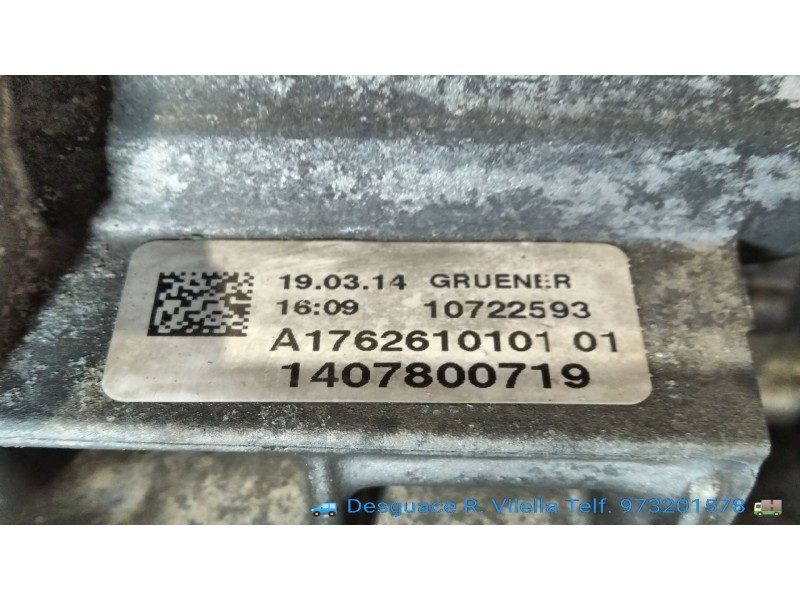 19.03.14 GRUENER
16:09 10722593
A1762610101 01
1407800719
Desguace R. Vilella Telf. 973201578